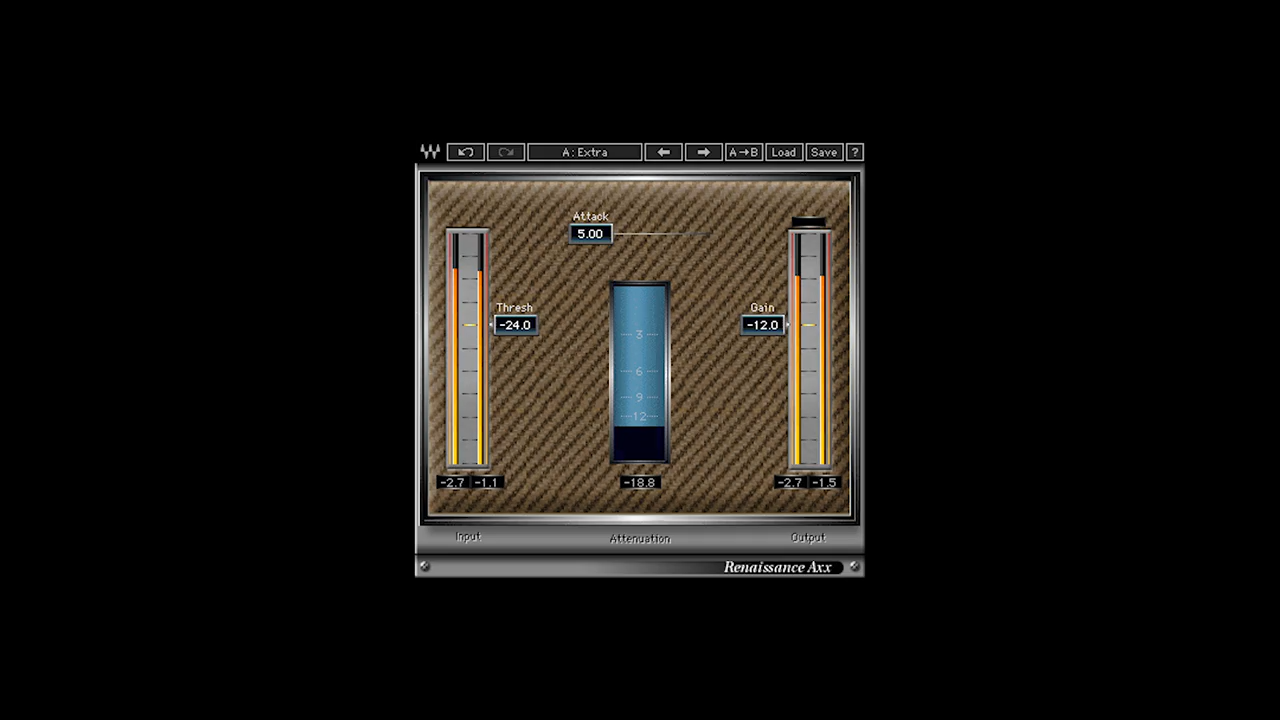 A:Extra A→B Load Save ?
Attack
5.00
Thresh
-24.0
Gain
-12.0
3
6
9
12
-2.7 -1.1
-18.8
-2.7 -1.5
Input
Attenuation
Output
Renaissance Axx